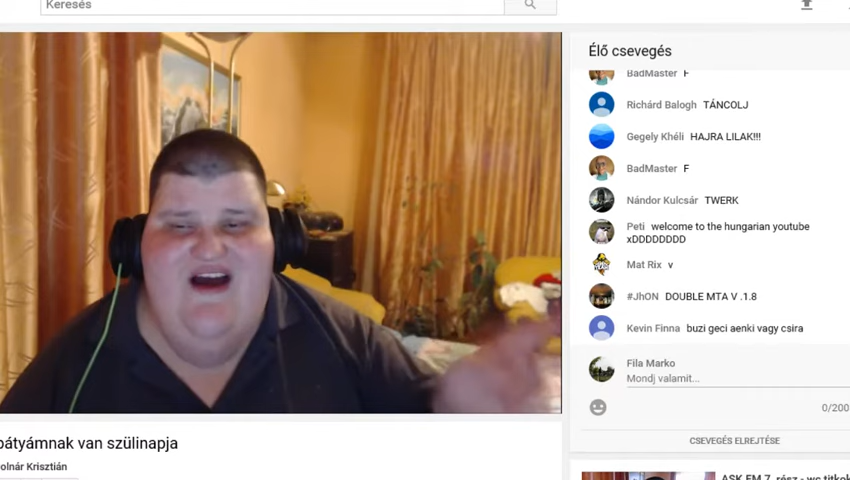 Keresés
Élő csevegés
BadMaster F
Richárd Balogh TÁNCOLJ
Gegely Khéli HAJRA LILAK!!!
BadMaster F
Nándor Kulcsár TWERK
Peti welcome to the hungarian youtube
xDDDDDDDD
Mat Rix v
#JhON DOUBLE MTA V .1.8
Kevin Finna buzi geci aenki vagy csira
Fila Marko
Mondj valamit...
0/200
CSEVEGÉS ELREJTÉSE
bátyámnak van szülinapja
olnár Krisztián
ASK FM 7. rész - wc titkok